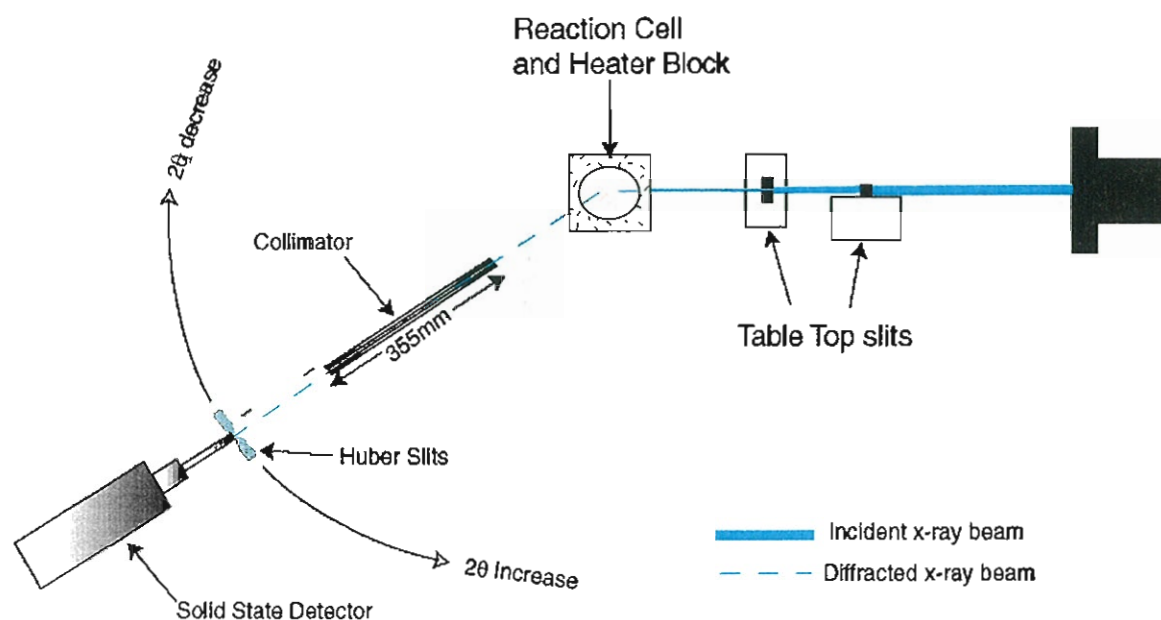 Reaction Cell
and Heater Block
2θ decrease
Collimator
355mm
Table Top slits
Huber Slits
Incident x-ray beam
2θ Increase
Diffracted x-ray beam
Solid State Detector